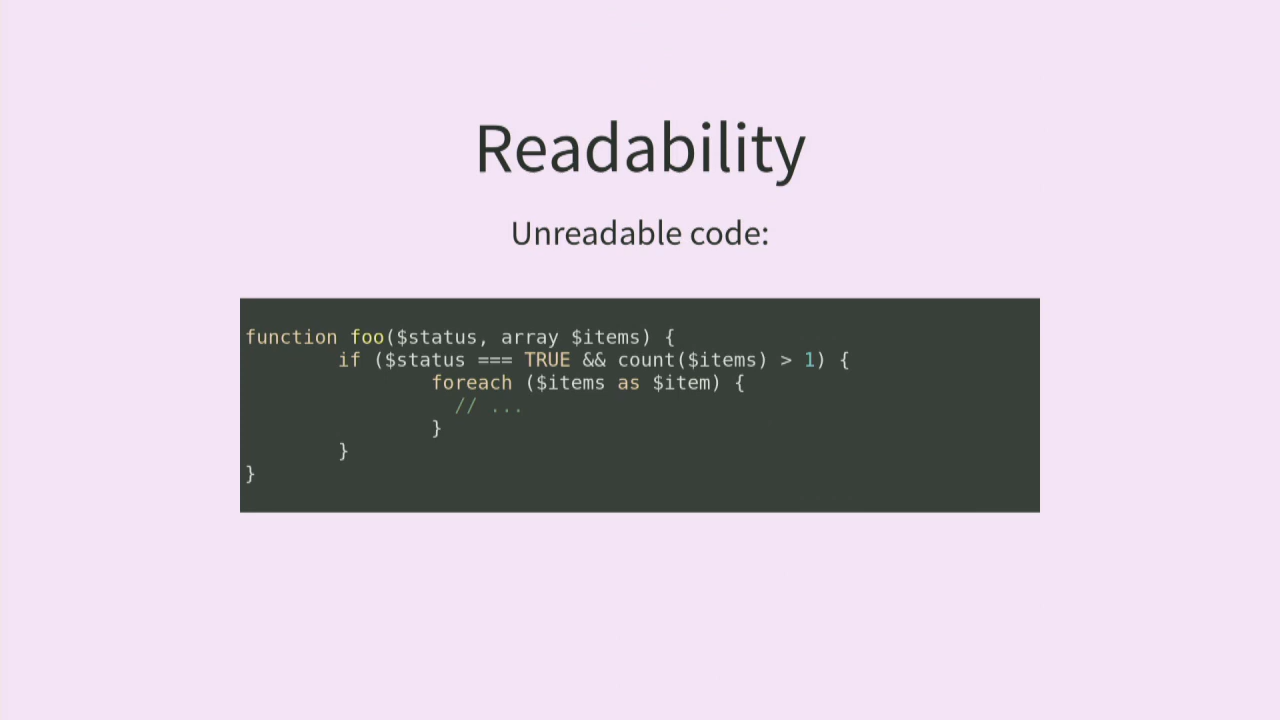 Readability
Unreadable code:
function foo($status, array $items) {
        if ($status === TRUE && count($items) > 1) {
                foreach ($items as $item) {
                  // ...
                }
        }
}